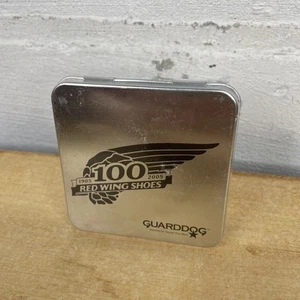 100
1905 2005
RED WING SHOES
GUARDDOG